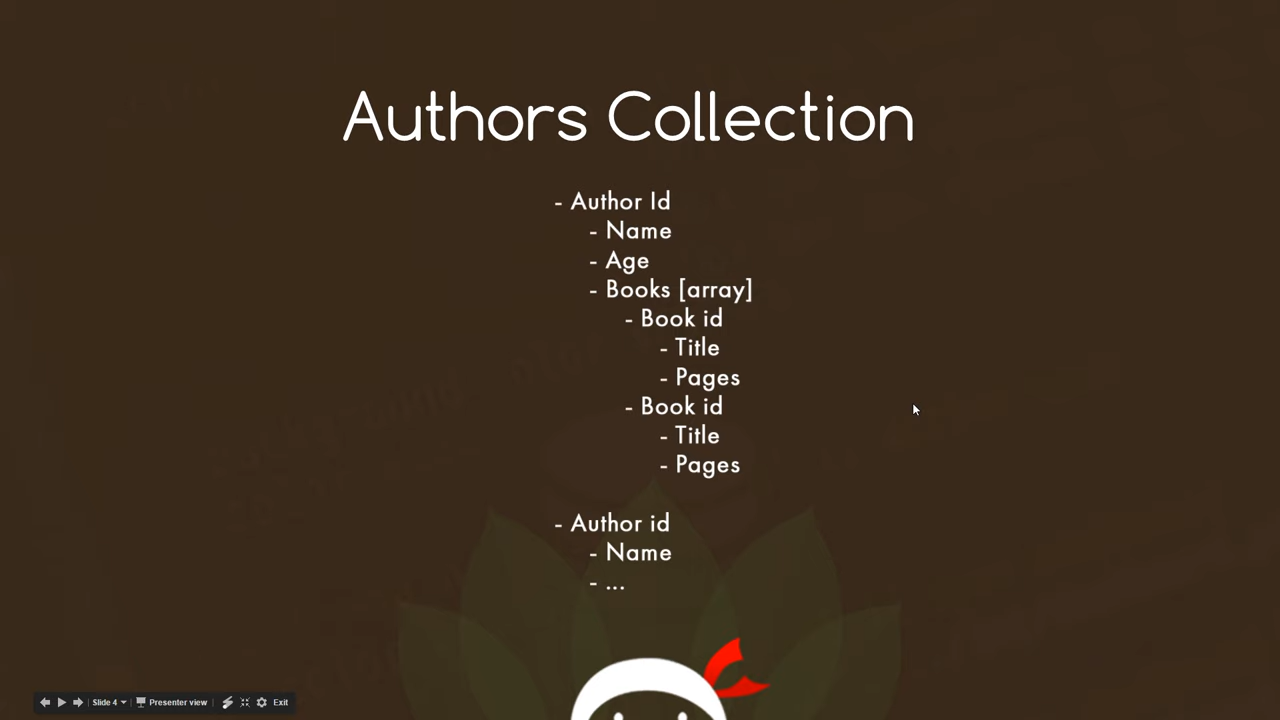 Authors Collection
- Author Id
- Name
- Age
- Books [array]
- Book id
- Title
- Pages
- Book id
- Title
- Pages
- Author id
- Name
- ...
Slide 4
Presenter view
Exit